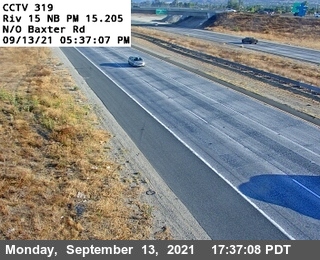 CCTV 319
Riv 15 NB PM 15.205
N/O Baxter Rd
09/13/21 05:37:07 PM
Monday, September 13, 2021 17:37:08 PDT